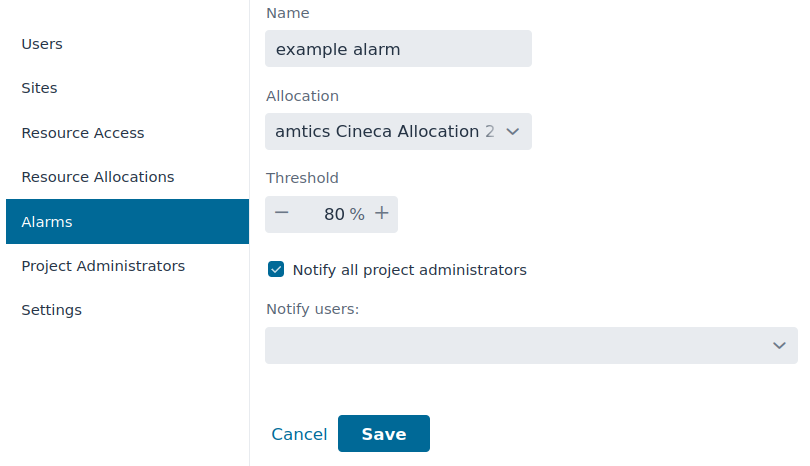 Users
Sites
Resource Access
Resource Allocations
Alarms
Project Administrators
Settings
Name
example alarm
Allocation
amtics Cineca Allocation 2
Threshold
− 80 % +
Notify all project administrators
Notify users:
Cancel Save